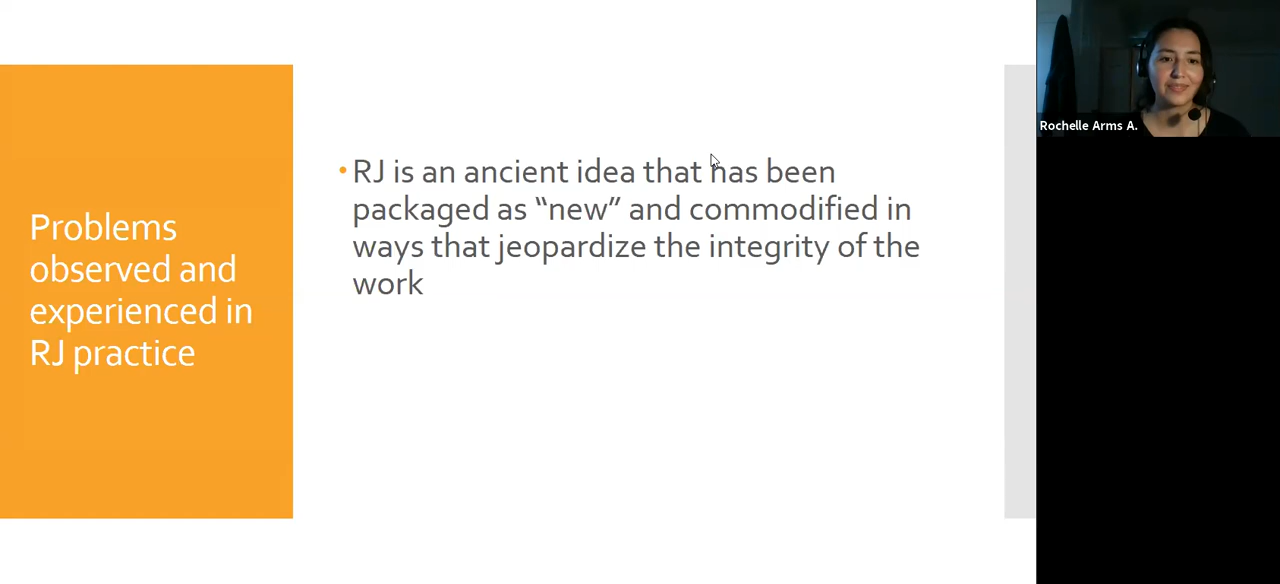 Problems
observed and
experienced in
RJ practice
• RJ is an ancient idea that has been
packaged as “new” and commodified in
ways that jeopardize the integrity of the
work
Rochelle Arms A.